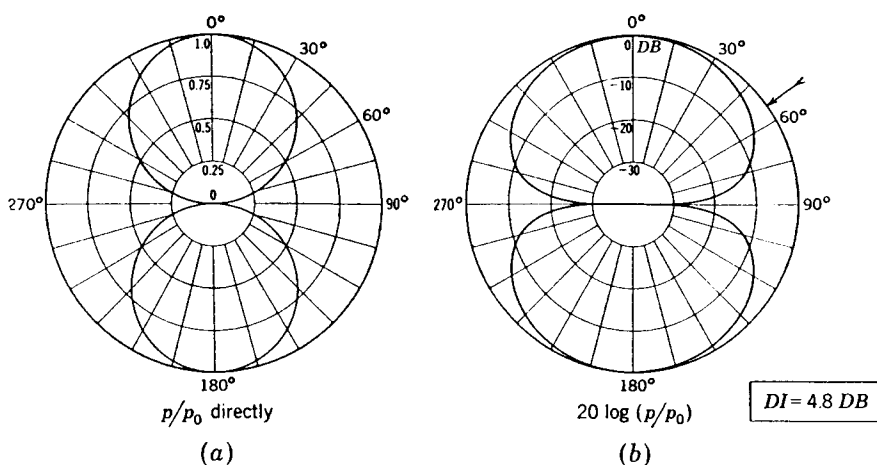 0° 0°
1.0 0 DB
30° 30°
0.75 −10
60° 60°
0.5 −20
0.25 −30
0
270° 90° 270° 90°
180° 180°
p/p₀ directly 20 log (p/p₀)
DI = 4.8 DB
(a) (b)